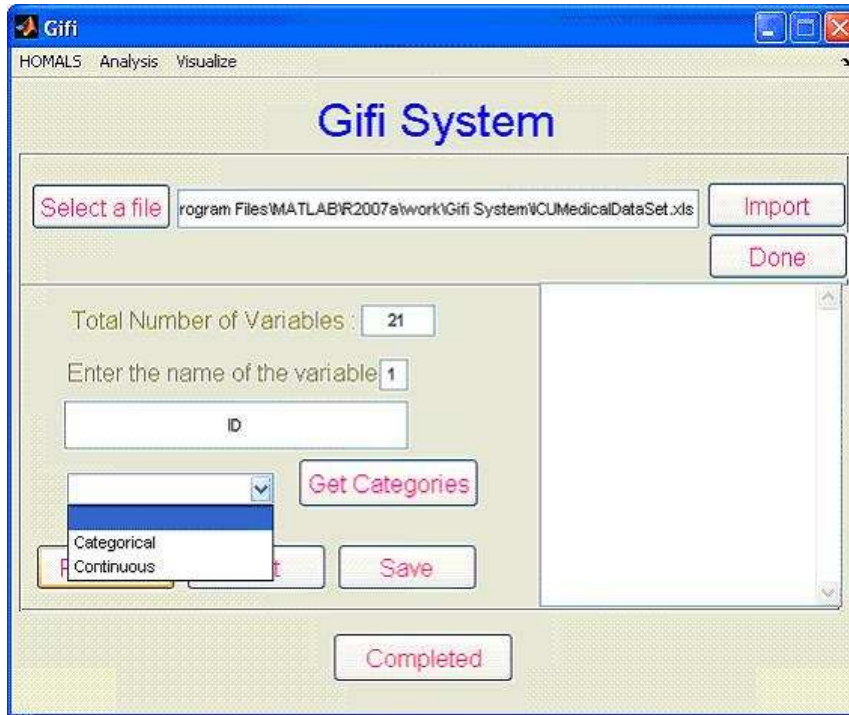 Gifi
HOMALS Analysis Visualize
Gifi System
Select a file
rogram Files\MATLAB\R2007a\work\Gifi System\ICUMedicalDataSet.xls
Import
Done
Total Number of Variables : 21
Enter the name of the variable 1
ID
Get Categories
Categorical
Continuous
Save
Completed